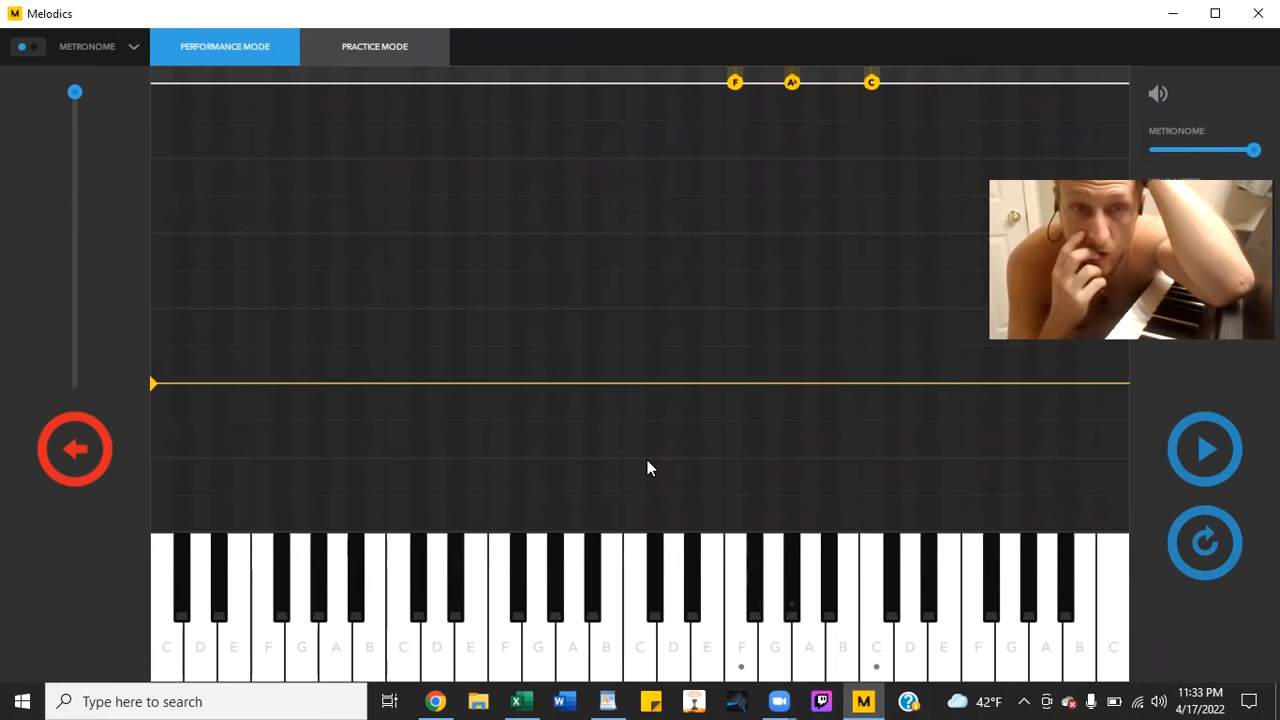 Melodics
METRONOME
PERFORMANCE MODE
PRACTICE MODE
F
A♭
C
METRONOME
C D E F G A B C D E F G A B C D E F G A B C D E F G A B C
Type here to search
42°F
11:33 PM
4/17/2022